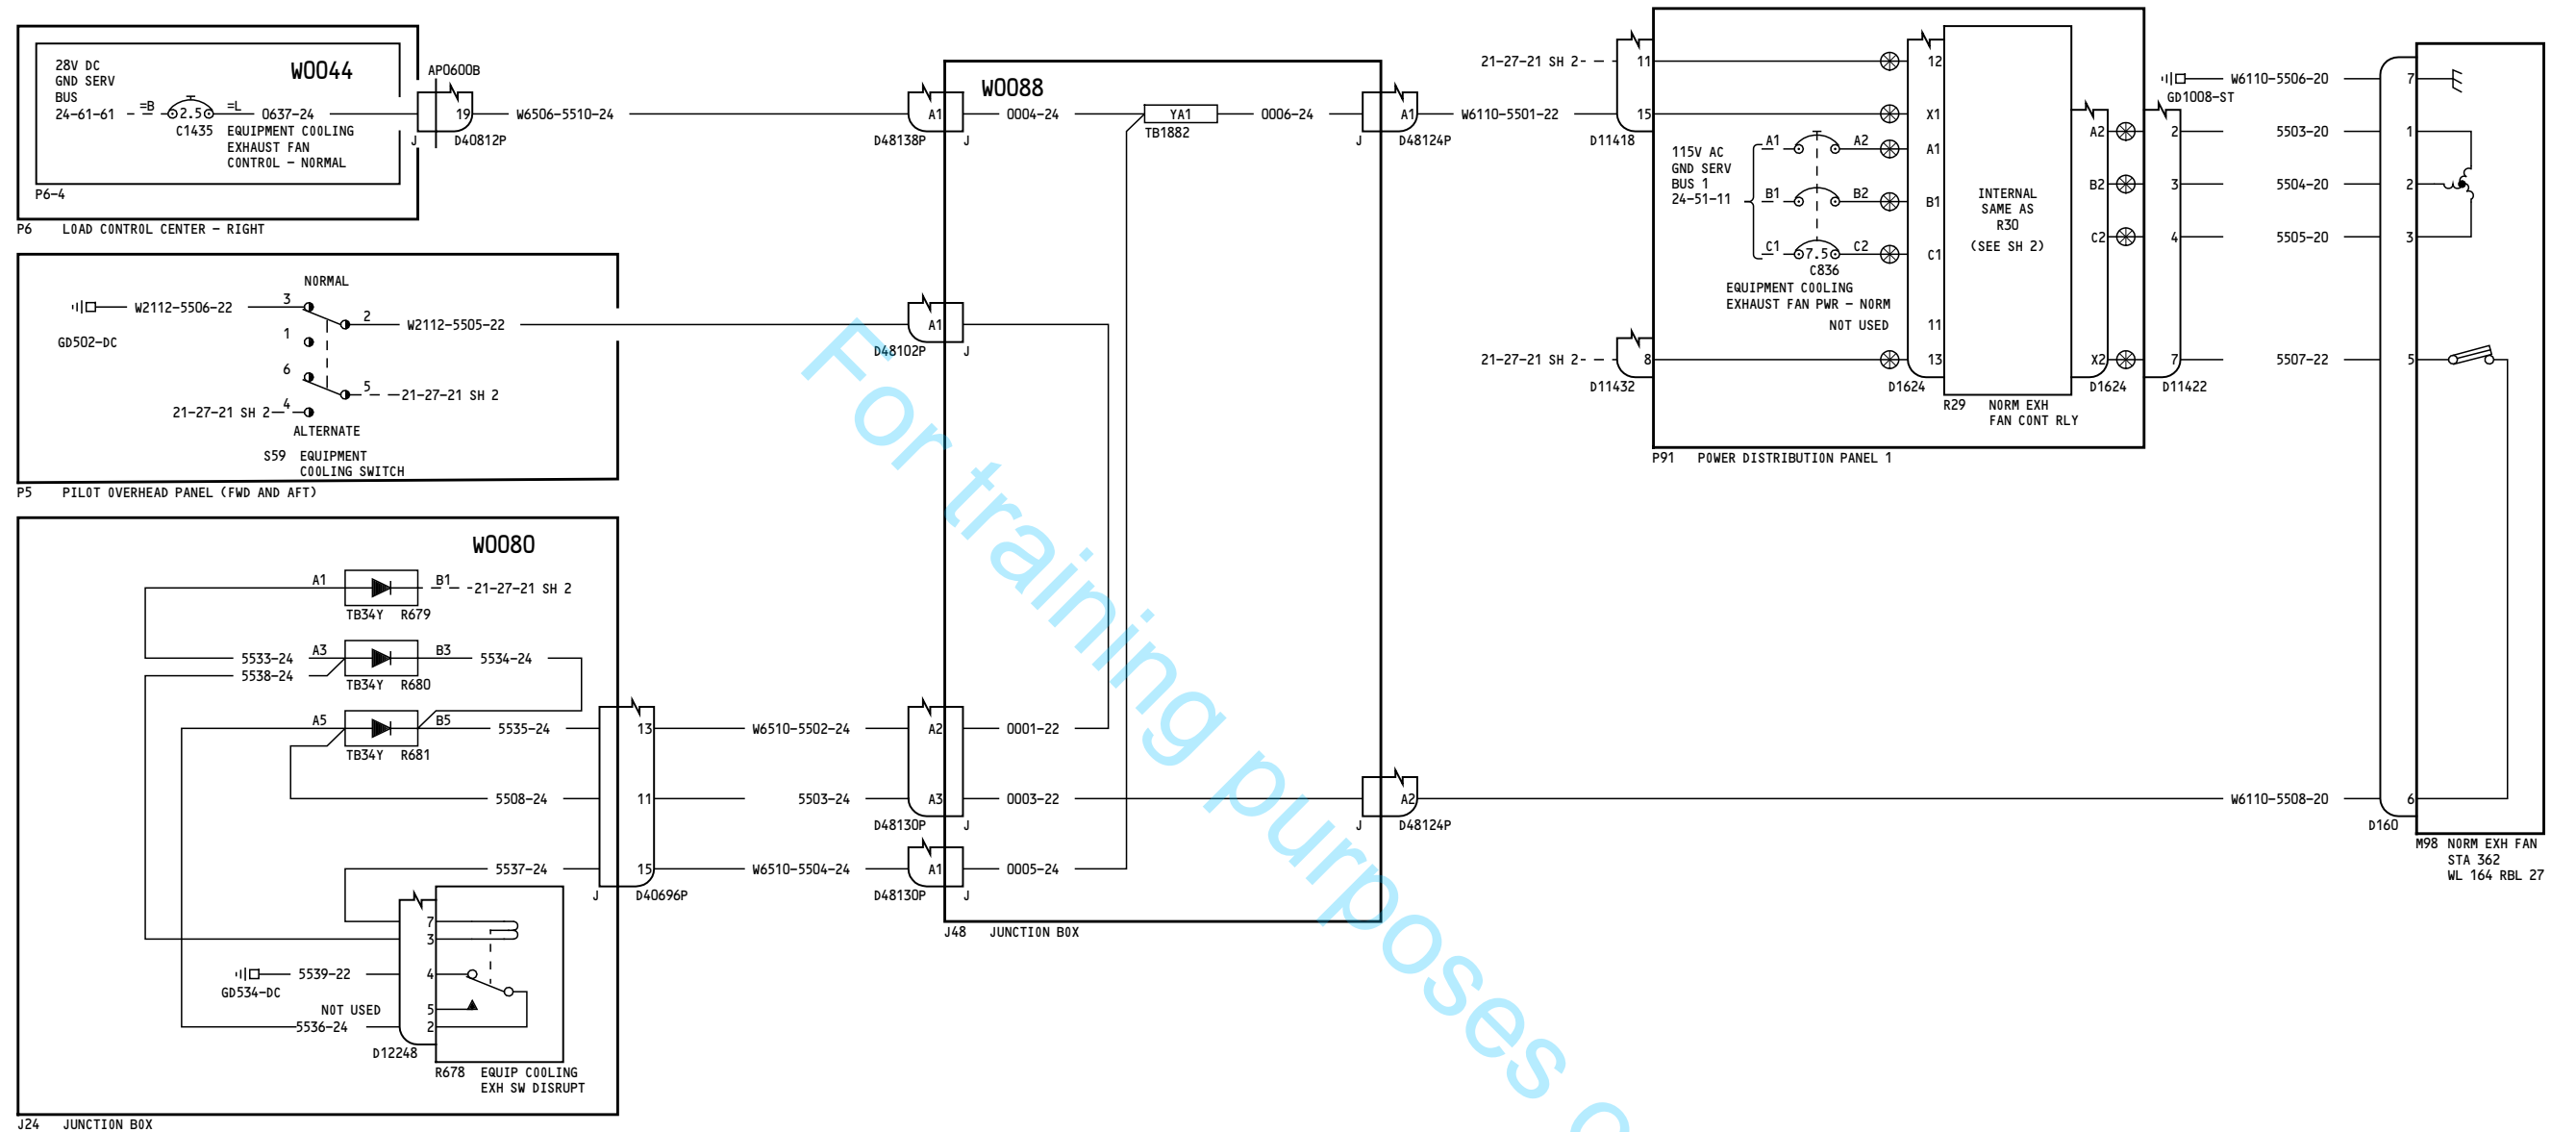 28V DC
GND SERV
BUS
24-61-61
W0044
=B
2.5
=L
0637-24
C1435
EQUIPMENT COOLING
EXHAUST FAN
CONTROL - NORMAL
P6-4
P6 LOAD CONTROL CENTER - RIGHT
AP0600B
19
J
D40812P
W6506-5510-24
A1
D48138P
J
W0088
0004-24
YA1
TB1882
0006-24
A1
J
D48124P
W6110-5501-22
21-27-21 SH 2
11
15
D11418
12
X1
115V AC
GND SERV
BUS 1
24-51-11
A1
A2
A1
B1
B2
B1
C1
7.5
C2
C1
C836
EQUIPMENT COOLING
EXHAUST FAN PWR - NORM
NOT USED
11
21-27-21 SH 2
8
13
D11432
D1624
INTERNAL
SAME AS
R30
(SEE SH 2)
R29 NORM EXH
FAN CONT RLY
A2
B2
C2
X2
D1624
2
3
4
7
D11422
P91 POWER DISTRIBUTION PANEL 1
GD1008-ST
W6110-5506-20
7
5503-20
1
5504-20
2
5505-20
3
5507-22
5
W6110-5508-20
6
D160
M98 NORM EXH FAN
STA 362
WL 164 RBL 27
NORMAL
W2112-5506-22
3
2
W2112-5505-22
GD502-DC
1
6
5
21-27-21 SH 2
21-27-21 SH 2
4
ALTERNATE
S59 EQUIPMENT
COOLING SWITCH
P5 PILOT OVERHEAD PANEL (FWD AND AFT)
A1
D48102P
J
W0080
A1
B1
21-27-21 SH 2
TB34Y R679
5533-24
A3
B3
5534-24
5538-24
TB34Y R680
A5
B5
5535-24
TB34Y R681
13
W6510-5502-24
A2
0001-22
5508-24
11
5503-24
A3
0003-22
D48130P
J
A2
J
D48124P
5537-24
15
W6510-5504-24
A1
0005-24
J
D40696P
D48130P
J
J48 JUNCTION BOX
7
3
5539-22
4
GD534-DC
NOT USED
5
5536-24
2
D12248
R678 EQUIP COOLING
EXH SW DISRUPT
J24 JUNCTION BOX
For training purposes